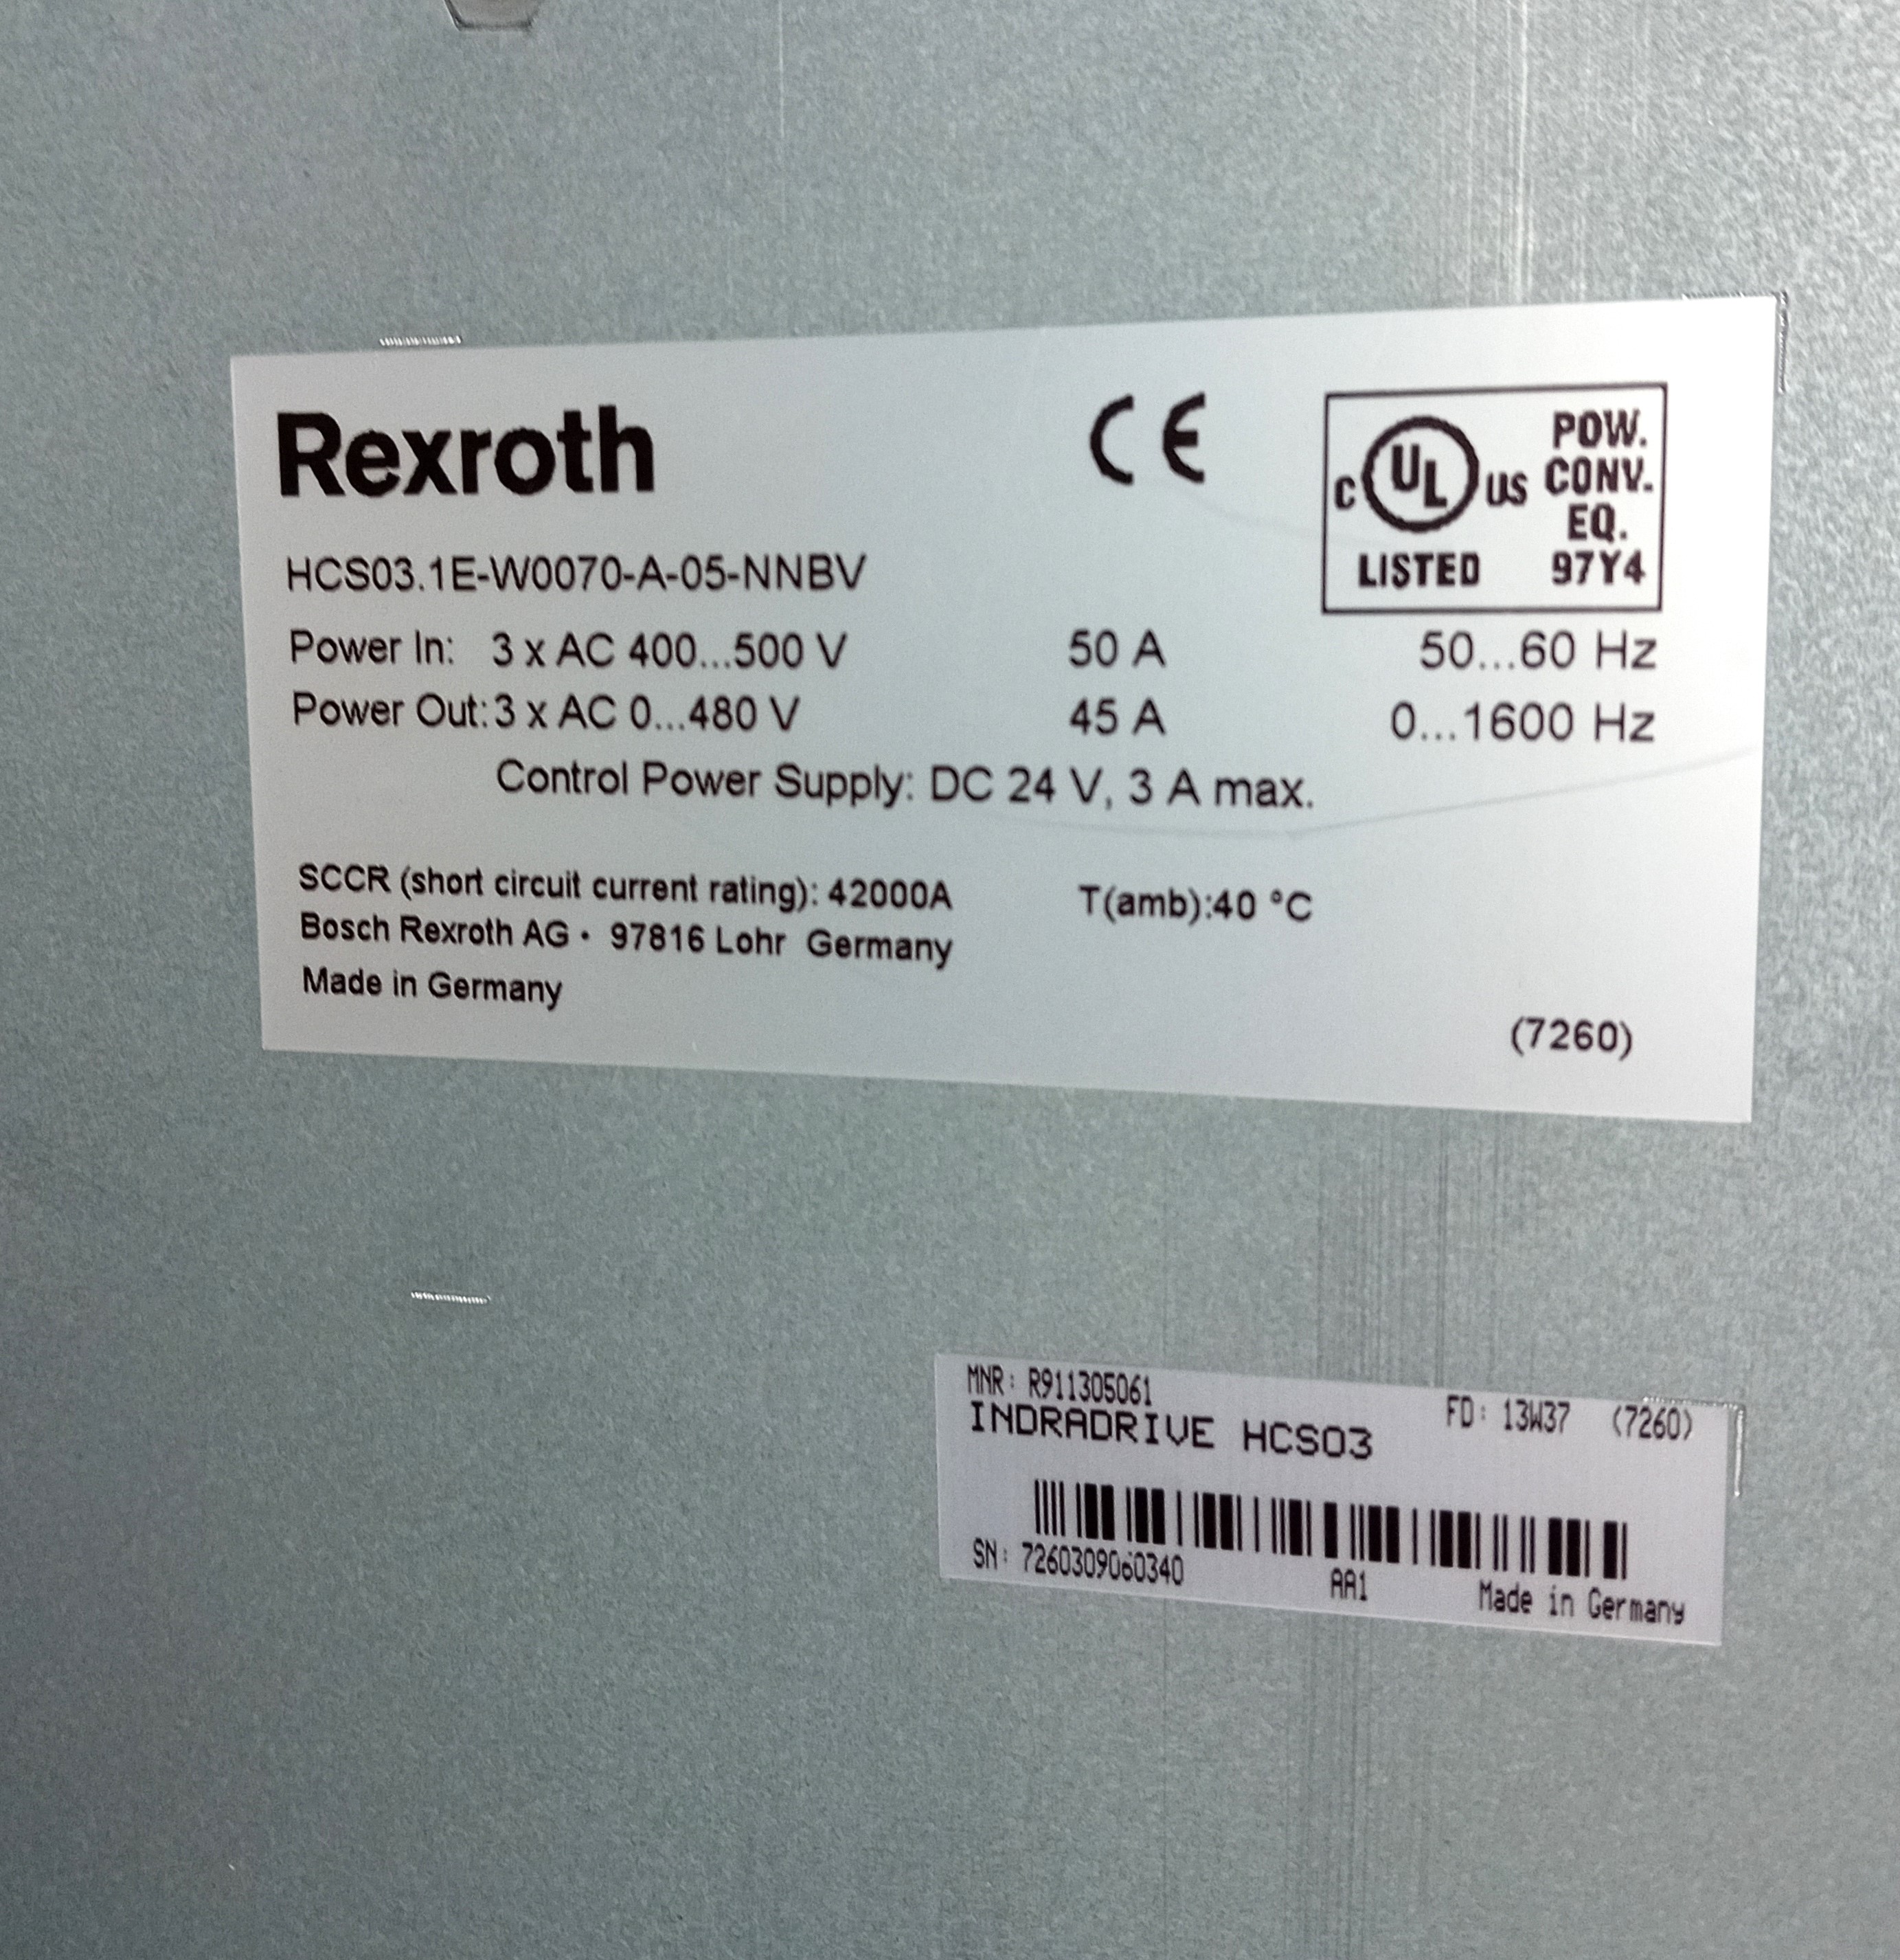 Rexroth
CE
c UL us
LISTED
POW.
CONV.
EQ.
97Y4
HCS03.1E-W0070-A-05-NNBV
Power In: 3 x AC 400...500 V 50 A 50...60 Hz
Power Out: 3 x AC 0...480 V 45 A 0...1600 Hz
Control Power Supply: DC 24 V, 3 A max.
SCCR (short circuit current rating): 42000A T(amb):40 °C
Bosch Rexroth AG • 97816 Lohr Germany
Made in Germany
(7260)
MNR: R911305061 FD: 13W37 (7260)
INDRADRIVE HCS03
SN: 7260309060340 AA1 Made in Germany